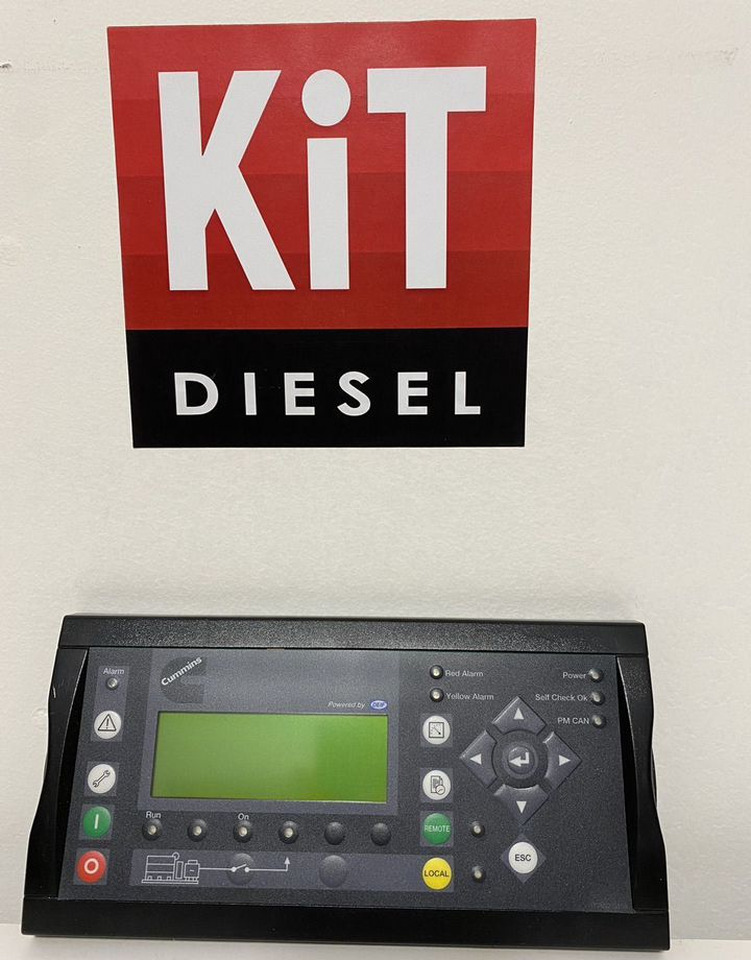 KiT
DIESEL
Alarm
Cummins
Powered by DEIF
Red Alarm
Yellow Alarm
Power
Self Check Ok
PM CAN
Run
On
I
O
REMOTE
LOCAL
ESC